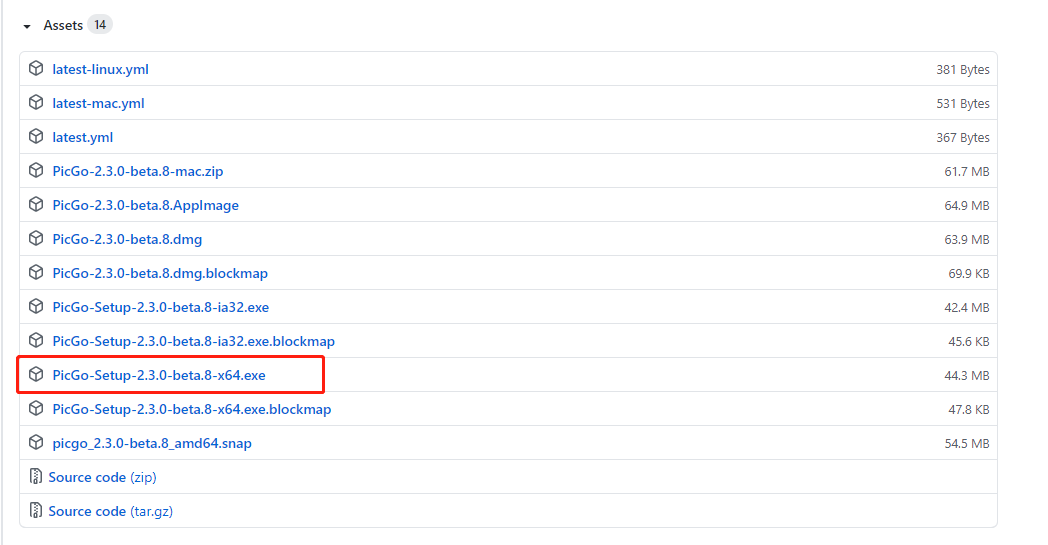 Assets 14
latest-linux.yml 381 Bytes
latest-mac.yml 531 Bytes
latest.yml 367 Bytes
PicGo-2.3.0-beta.8-mac.zip 61.7 MB
PicGo-2.3.0-beta.8.AppImage 64.9 MB
PicGo-2.3.0-beta.8.dmg 63.9 MB
PicGo-2.3.0-beta.8.dmg.blockmap 69.9 KB
PicGo-Setup-2.3.0-beta.8-ia32.exe 42.4 MB
PicGo-Setup-2.3.0-beta.8-ia32.exe.blockmap 45.6 KB
PicGo-Setup-2.3.0-beta.8-x64.exe 44.3 MB
PicGo-Setup-2.3.0-beta.8-x64.exe.blockmap 47.8 KB
picgo_2.3.0-beta.8_amd64.snap 54.5 MB
Source code (zip)
Source code (tar.gz)